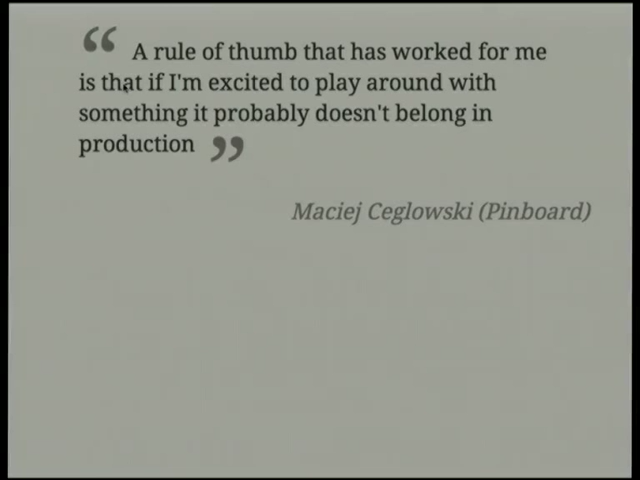 “ A rule of thumb that has worked for me
is that if I'm excited to play around with
something it probably doesn't belong in
production ”
Maciej Ceglowski (Pinboard)